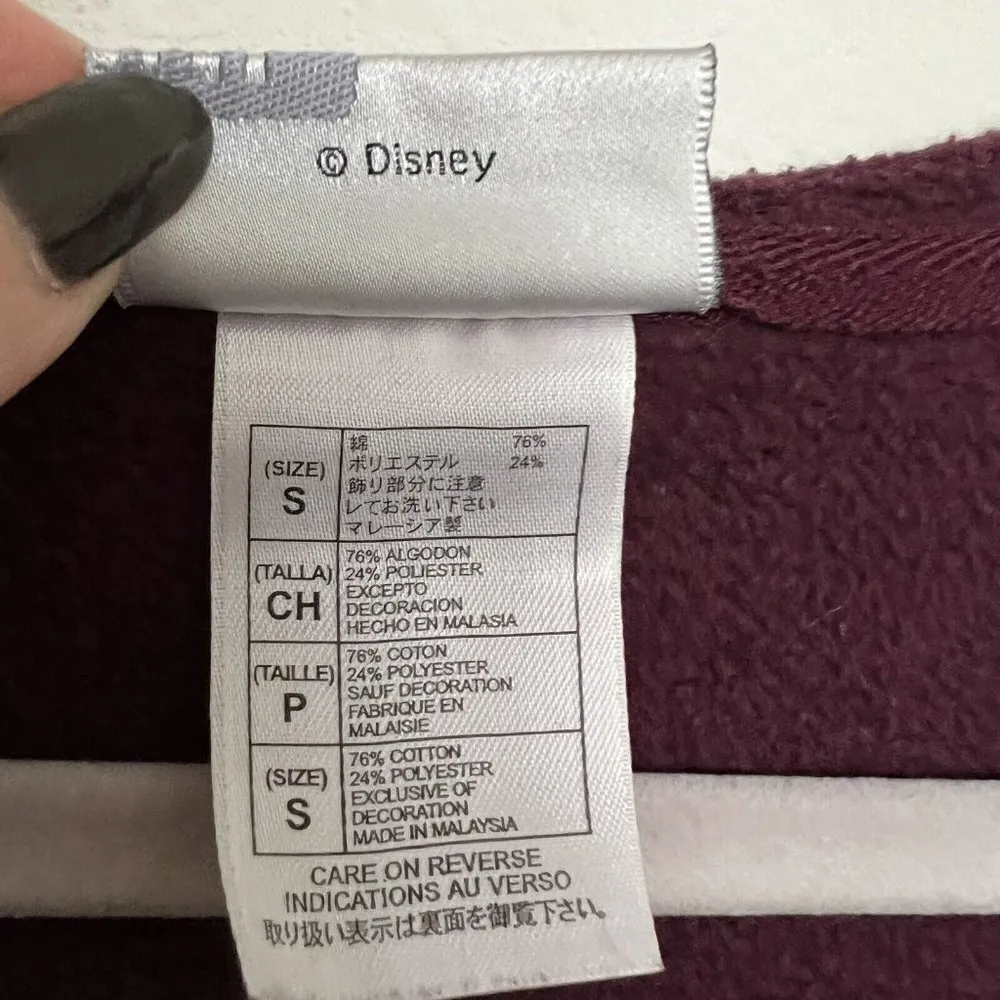 © Disney
(SIZE)
S
綿 76%
ポリエステル 24%
飾り部分に注意
してお洗い下さい
マレーシア製
(TALLA)
CH
76% ALGODON
24% POLIESTER
EXCEPTO
DECORACION
HECHO EN MALASIA
(TAILLE)
P
76% COTON
24% POLYESTER
SAUF DECORATION
FABRIQUE EN
MALAISIE
(SIZE)
S
76% COTTON
24% POLYESTER
EXCLUSIVE OF
DECORATION
MADE IN MALAYSIA
CARE ON REVERSE
INDICATIONS AU VERSO
取り扱い表示は裏面を御覧下さい。